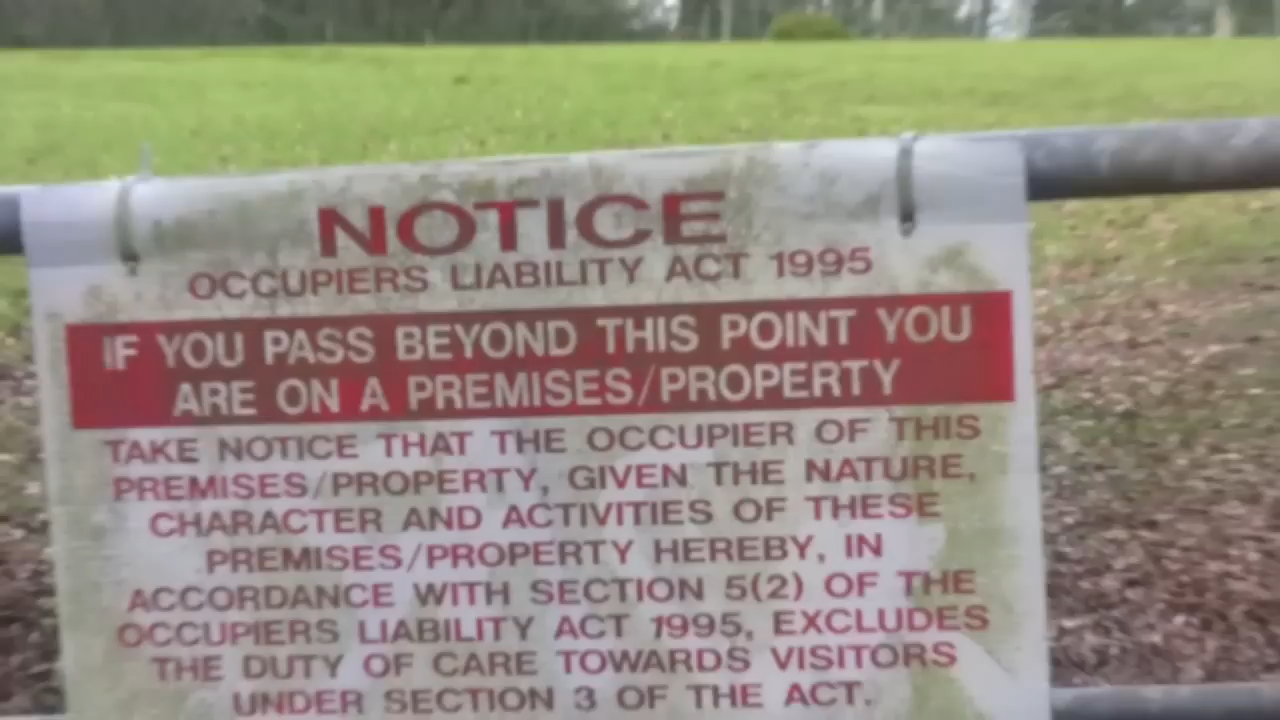 NOTICE
OCCUPIERS LIABILITY ACT 1995
IF YOU PASS BEYOND THIS POINT YOU
ARE ON A PREMISES/PROPERTY
TAKE NOTICE THAT THE OCCUPIER OF THIS
PREMISES/PROPERTY, GIVEN THE NATURE,
CHARACTER AND ACTIVITIES OF THESE
PREMISES/PROPERTY HEREBY, IN
ACCORDANCE WITH SECTION 5(2) OF THE
OCCUPIERS LIABILITY ACT 1995, EXCLUDES
THE DUTY OF CARE TOWARDS VISITORS
UNDER SECTION 3 OF THE ACT.